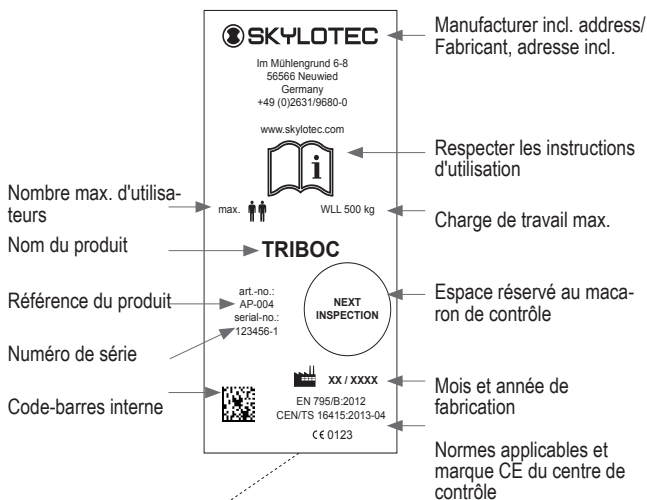 SKYLOTEC
Im Mühlengrund 6-8
56566 Neuwied
Germany
+49 (0)2631/9680-0
www.skylotec.com
i
max.
WLL 500 kg
TRIBOC
art.-no.:
AP-004
serial-no.:
123456-1
NEXT
INSPECTION
XX / XXXX
EN 795/B:2012
CEN/TS 16415:2013-04
CE 0123
Nombre max. d'utilisa-
teurs
Nom du produit
Référence du produit
Numéro de série
Code-barres interne
Manufacturer incl. address/
Fabricant, adresse incl.
Respecter les instructions
d'utilisation
Charge de travail max.
Espace réservé au maca-
ron de contrôle
Mois et année de
fabrication
Normes applicables et
marque CE du centre de
contrôle